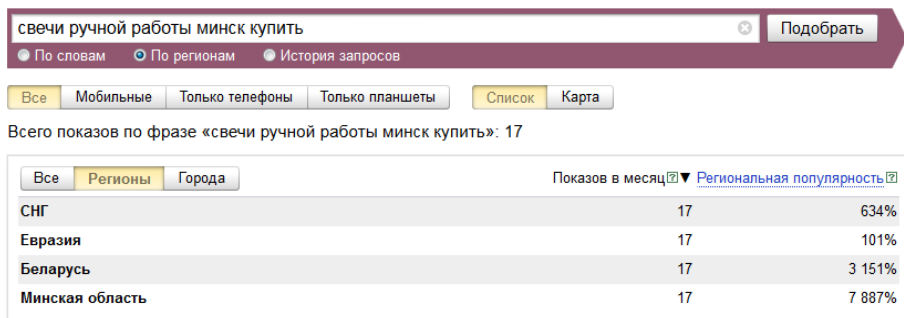 свечи ручной работы минск купить Подобрать
По словам По регионам История запросов
Все Мобильные Только телефоны Только планшеты Список Карта
Всего показов по фразе «свечи ручной работы минск купить»: 17
Все Регионы Города Показов в месяц ? ▼ Региональная популярность ?
СНГ 17 634%
Евразия 17 101%
Беларусь 17 3 151%
Минская область 17 7 887%